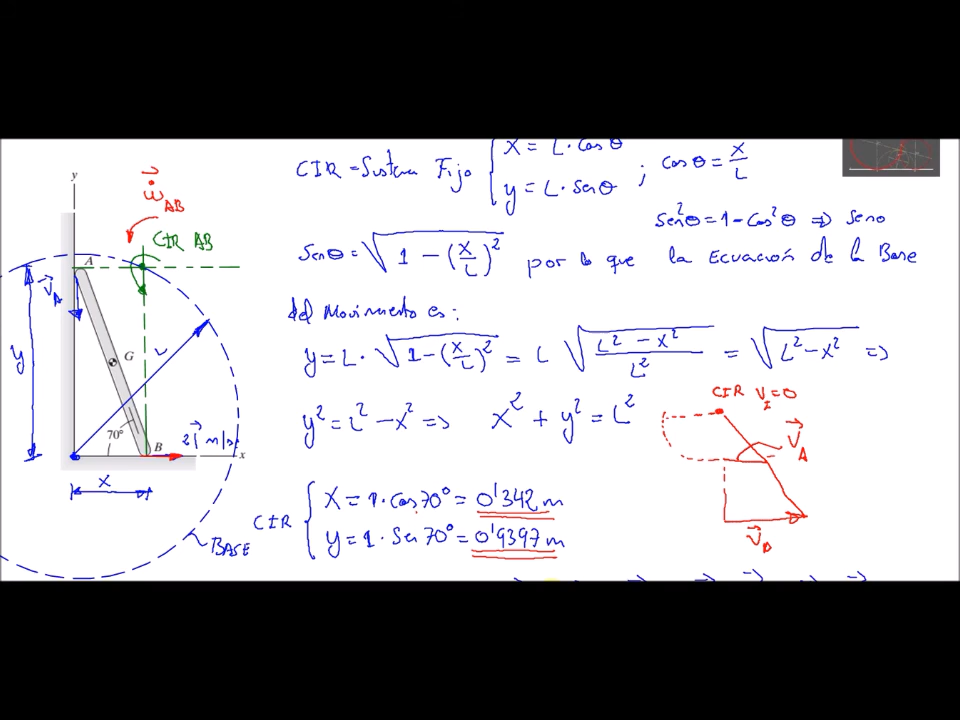 CIR = Sistema Fijo { x = L·Cos θ
y = L·Sen θ ; Cos θ = x/L
Sen²θ = 1 - Cos²θ ⇒ Seno
Sen θ = √(1 - (x/L)²) por lo que la Ecuación de la Base
del Movimiento es:
y = L · √(1 - (x/L)²) = L √((L² - x²)/L²) = √(L² - x²) ⇒
y² = L² - x² ⇒ x² + y² = L²
CIR { x = 1·Cos 70° = 0'342 m
y = 1·Sen 70° = 0'9397 m
y
ω AB
CIR AB
A
V A
y
G
L
70°
B
x
x
BASE
CIR V I = 0
V A
V B